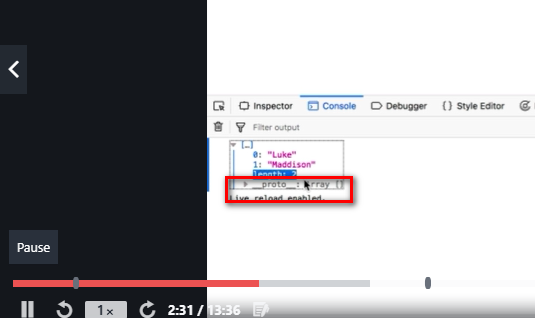 Inspector Console Debugger { } Style Editor
Filter output
[…]
0: "Luke"
1: "Maddison"
length: 2
__proto__: Array []
Live reload enabled.
Pause
1× 2:31 / 13:36